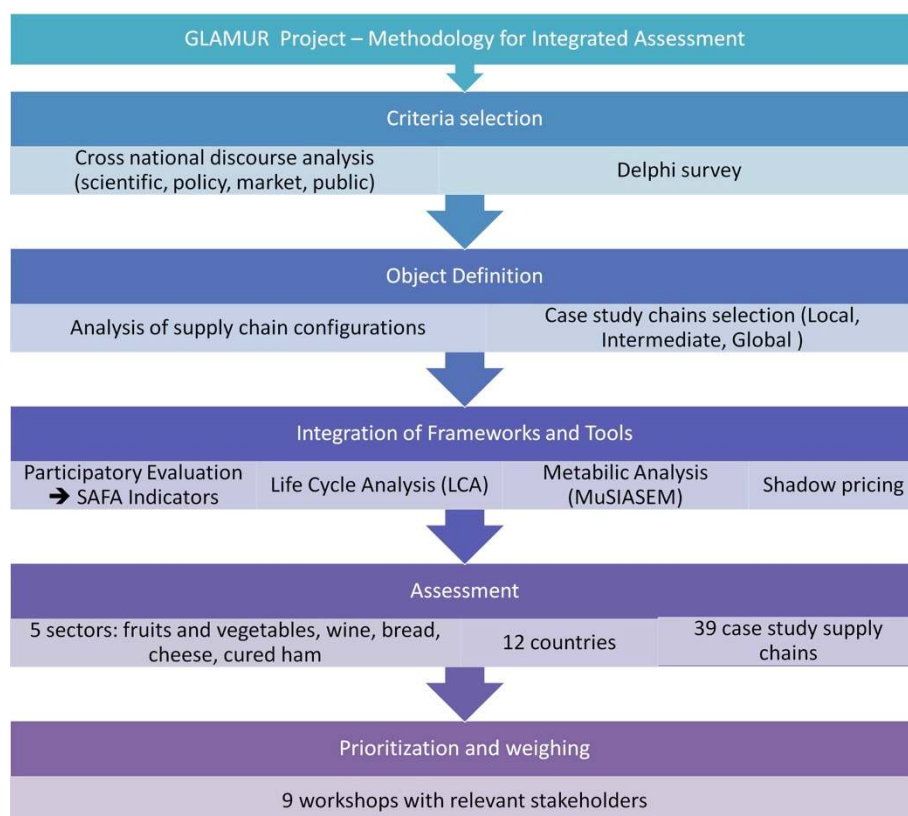 GLAMUR Project – Methodology for Integrated Assessment
Criteria selection
Cross national discourse analysis
(scientific, policy, market, public)
Delphi survey
Object Definition
Analysis of supply chain configurations
Case study chains selection (Local,
Intermediate, Global )
Integration of Frameworks and Tools
Participatory Evaluation
➔ SAFA Indicators
Life Cycle Analysis (LCA)
Metabilic Analysis
(MuSIASEM)
Shadow pricing
Assessment
5 sectors: fruits and vegetables, wine, bread,
cheese, cured ham
12 countries
39 case study supply
chains
Prioritization and weighing
9 workshops with relevant stakeholders